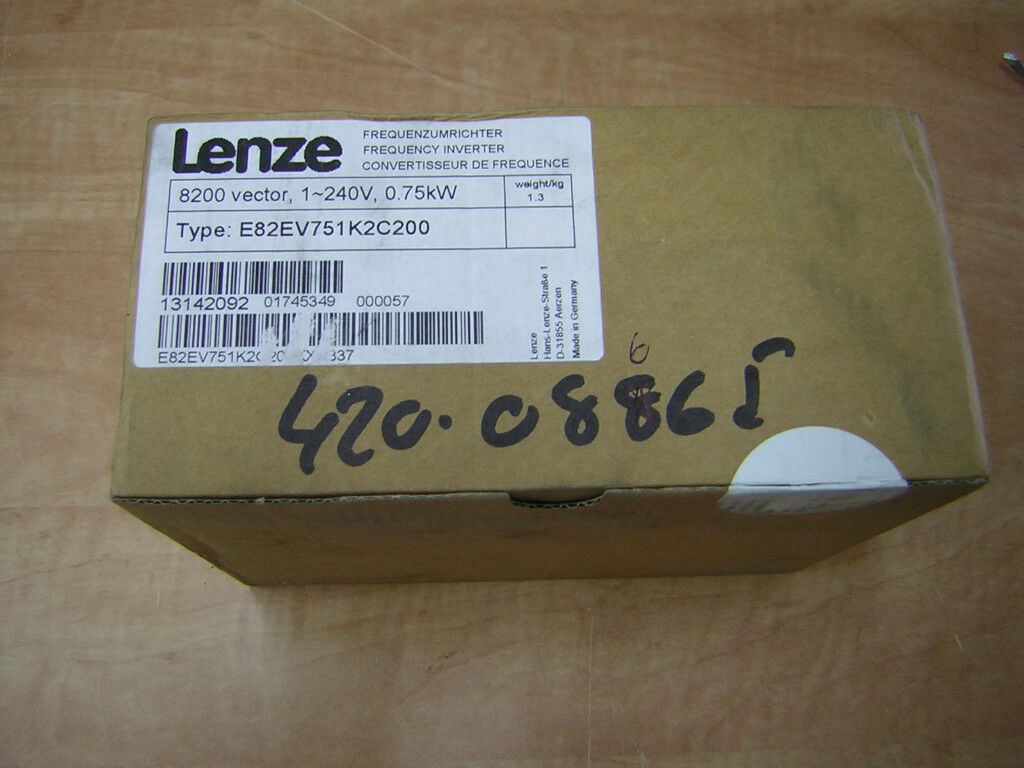 Lenze
FREQUENZUMRICHTER
FREQUENCY INVERTER
CONVERTISSEUR DE FREQUENCE
8200 vector, 1~240V, 0.75kW
weight/kg
1.3
Type: E82EV751K2C200
13142092 01745349 000057
Lenze
Hans-Lenze-Straße 1
D-31855 Aerzen
Made in Germany
6
420.08865